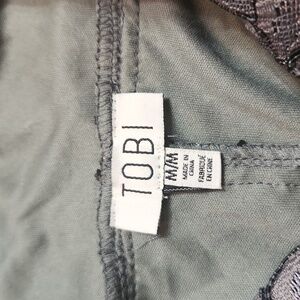 TOBI
M/M
MADE IN
CHINA
FABRIQUÉ
EN CHINE